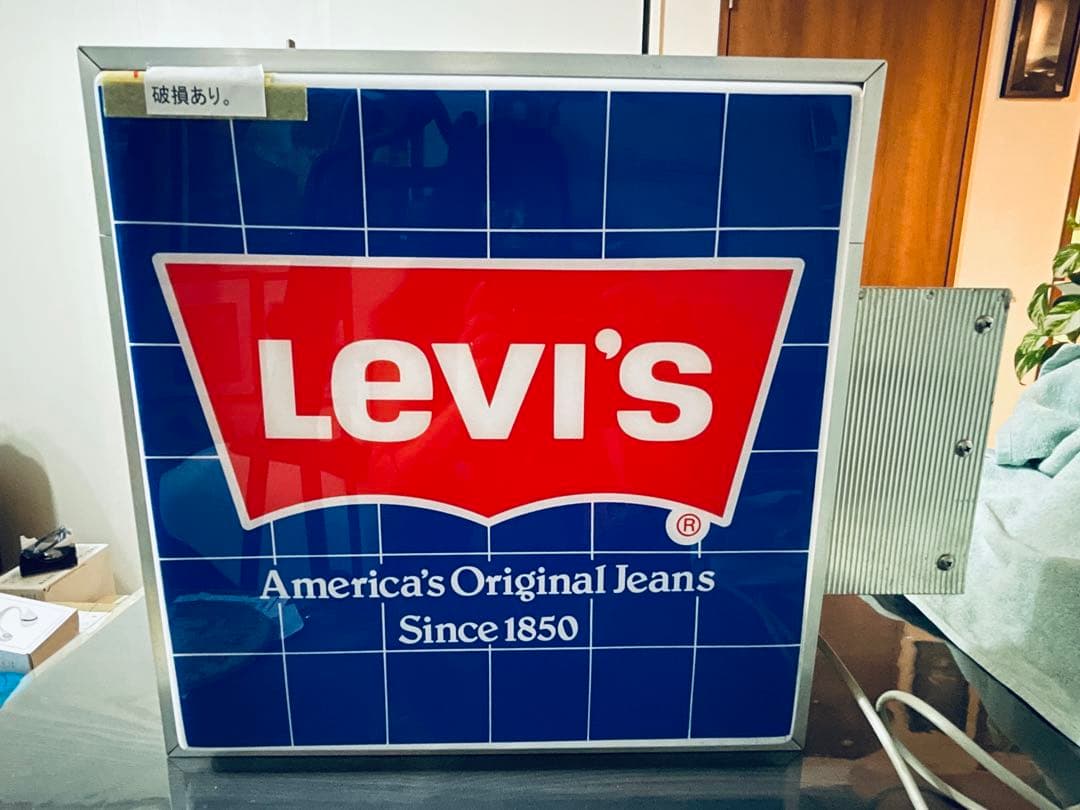 破損あり。
Levi's
®
America's Original Jeans
Since 1850